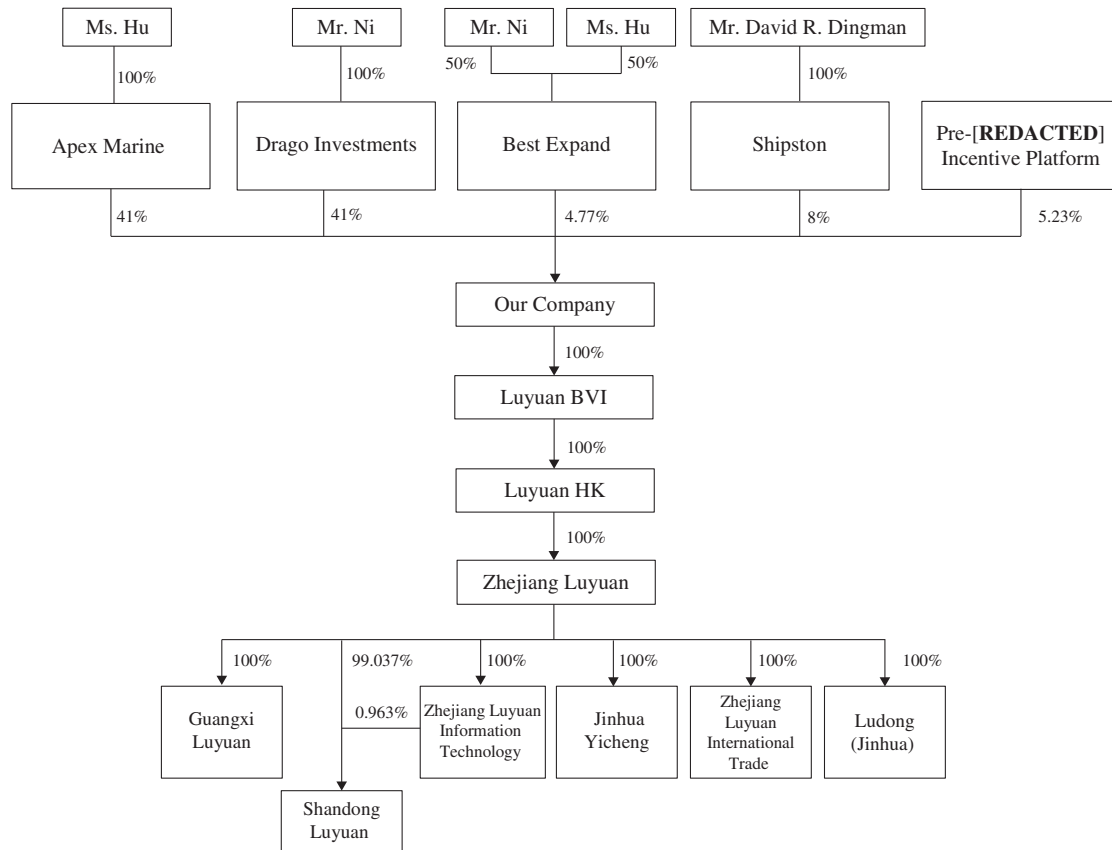 Ms. Hu
Mr. Ni
Mr. Ni
Ms. Hu
Mr. David R. Dingman
100%
100%
50%
50%
100%
Apex Marine
Drago Investments
Best Expand
Shipston
Pre-[REDACTED]
Incentive Platform
41%
41%
4.77%
8%
5.23%
Our Company
100%
Luyuan BVI
100%
Luyuan HK
100%
Zhejiang Luyuan
100%
99.037%
100%
100%
100%
100%
Guangxi
Luyuan
0.963%
Zhejiang Luyuan
Information
Technology
Jinhua
Yicheng
Zhejiang
Luyuan
International
Trade
Ludong
(Jinhua)
Shandong
Luyuan